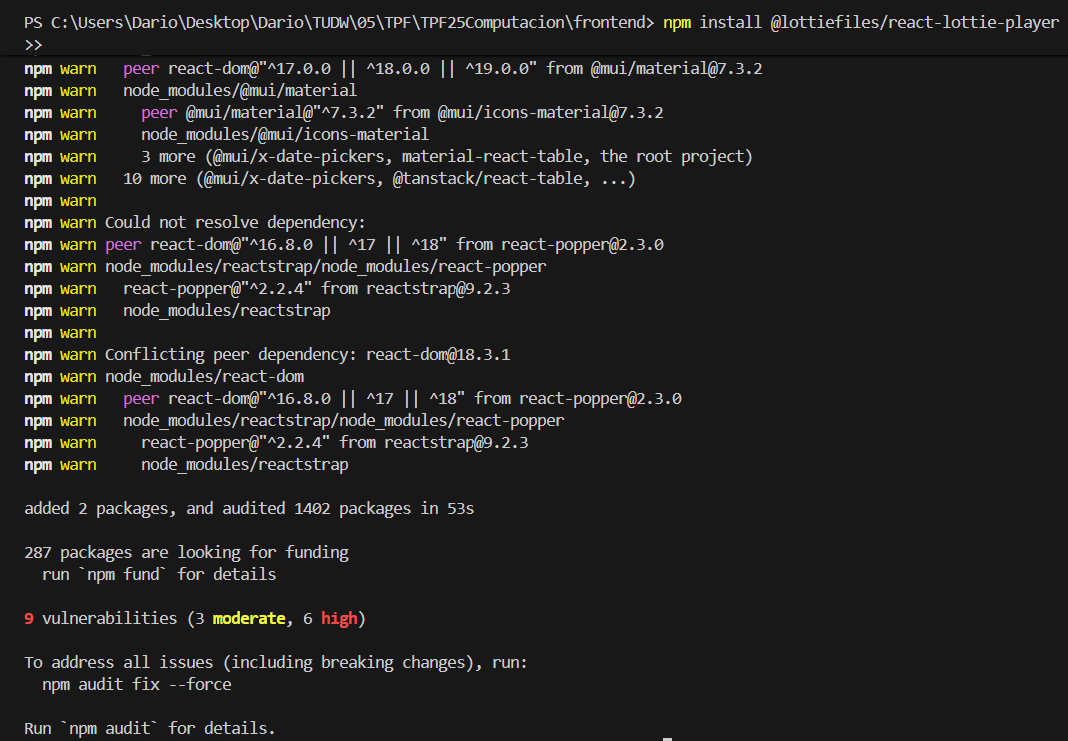 PS C:\Users\Dario\Desktop\Dario\TUDW\05\TPF\TPF25Computacion\frontend> npm install @lottiefiles/react-lottie-player
>>
npm warn   peer react-dom@"^17.0.0 || ^18.0.0 || ^19.0.0" from @mui/material@7.3.2
npm warn   node_modules/@mui/material
npm warn     peer @mui/material@"^7.3.2" from @mui/icons-material@7.3.2
npm warn     node_modules/@mui/icons-material
npm warn     3 more (@mui/x-date-pickers, material-react-table, the root project)
npm warn   10 more (@mui/x-date-pickers, @tanstack/react-table, ...)
npm warn
npm warn Could not resolve dependency:
npm warn peer react-dom@"^16.8.0 || ^17 || ^18" from react-popper@2.3.0
npm warn node_modules/reactstrap/node_modules/react-popper
npm warn   react-popper@"^2.2.4" from reactstrap@9.2.3
npm warn   node_modules/reactstrap
npm warn
npm warn Conflicting peer dependency: react-dom@18.3.1
npm warn node_modules/react-dom
npm warn   peer react-dom@"^16.8.0 || ^17 || ^18" from react-popper@2.3.0
npm warn   node_modules/reactstrap/node_modules/react-popper
npm warn     react-popper@"^2.2.4" from reactstrap@9.2.3
npm warn     node_modules/reactstrap
added 2 packages, and audited 1402 packages in 53s
287 packages are looking for funding
  run `npm fund` for details
9 vulnerabilities (3 moderate, 6 high)
To address all issues (including breaking changes), run:
  npm audit fix --force
Run `npm audit` for details.